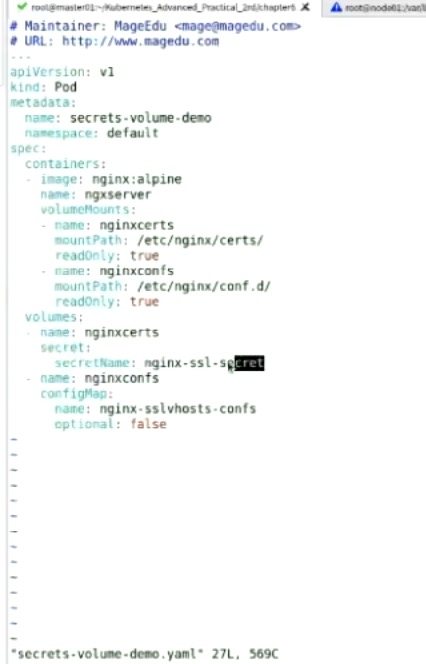 root@master01:~/Kubernetes_Advanced_Practical_2rd/chapter6 X root@node01:/var/l
# Maintainer: MageEdu <mage@magedu.com>
# URL: http://www.magedu.com
---
apiVersion: v1
kind: Pod
metadata:
  name: secrets-volume-demo
  namespace: default
spec:
  containers:
  - image: nginx:alpine
    name: ngxserver
    volumeMounts:
    - name: nginxcerts
      mountPath: /etc/nginx/certs/
      readOnly: true
    - name: nginxconfs
      mountPath: /etc/nginx/conf.d/
      readOnly: true
  volumes:
  - name: nginxcerts
    secret:
      secretName: nginx-ssl-secret
  - name: nginxconfs
    configMap:
      name: nginx-sslvhosts-confs
      optional: false
~
~
~
~
~
~
~
~
~
~
~
~
~
~
"secrets-volume-demo.yaml" 27L, 569C